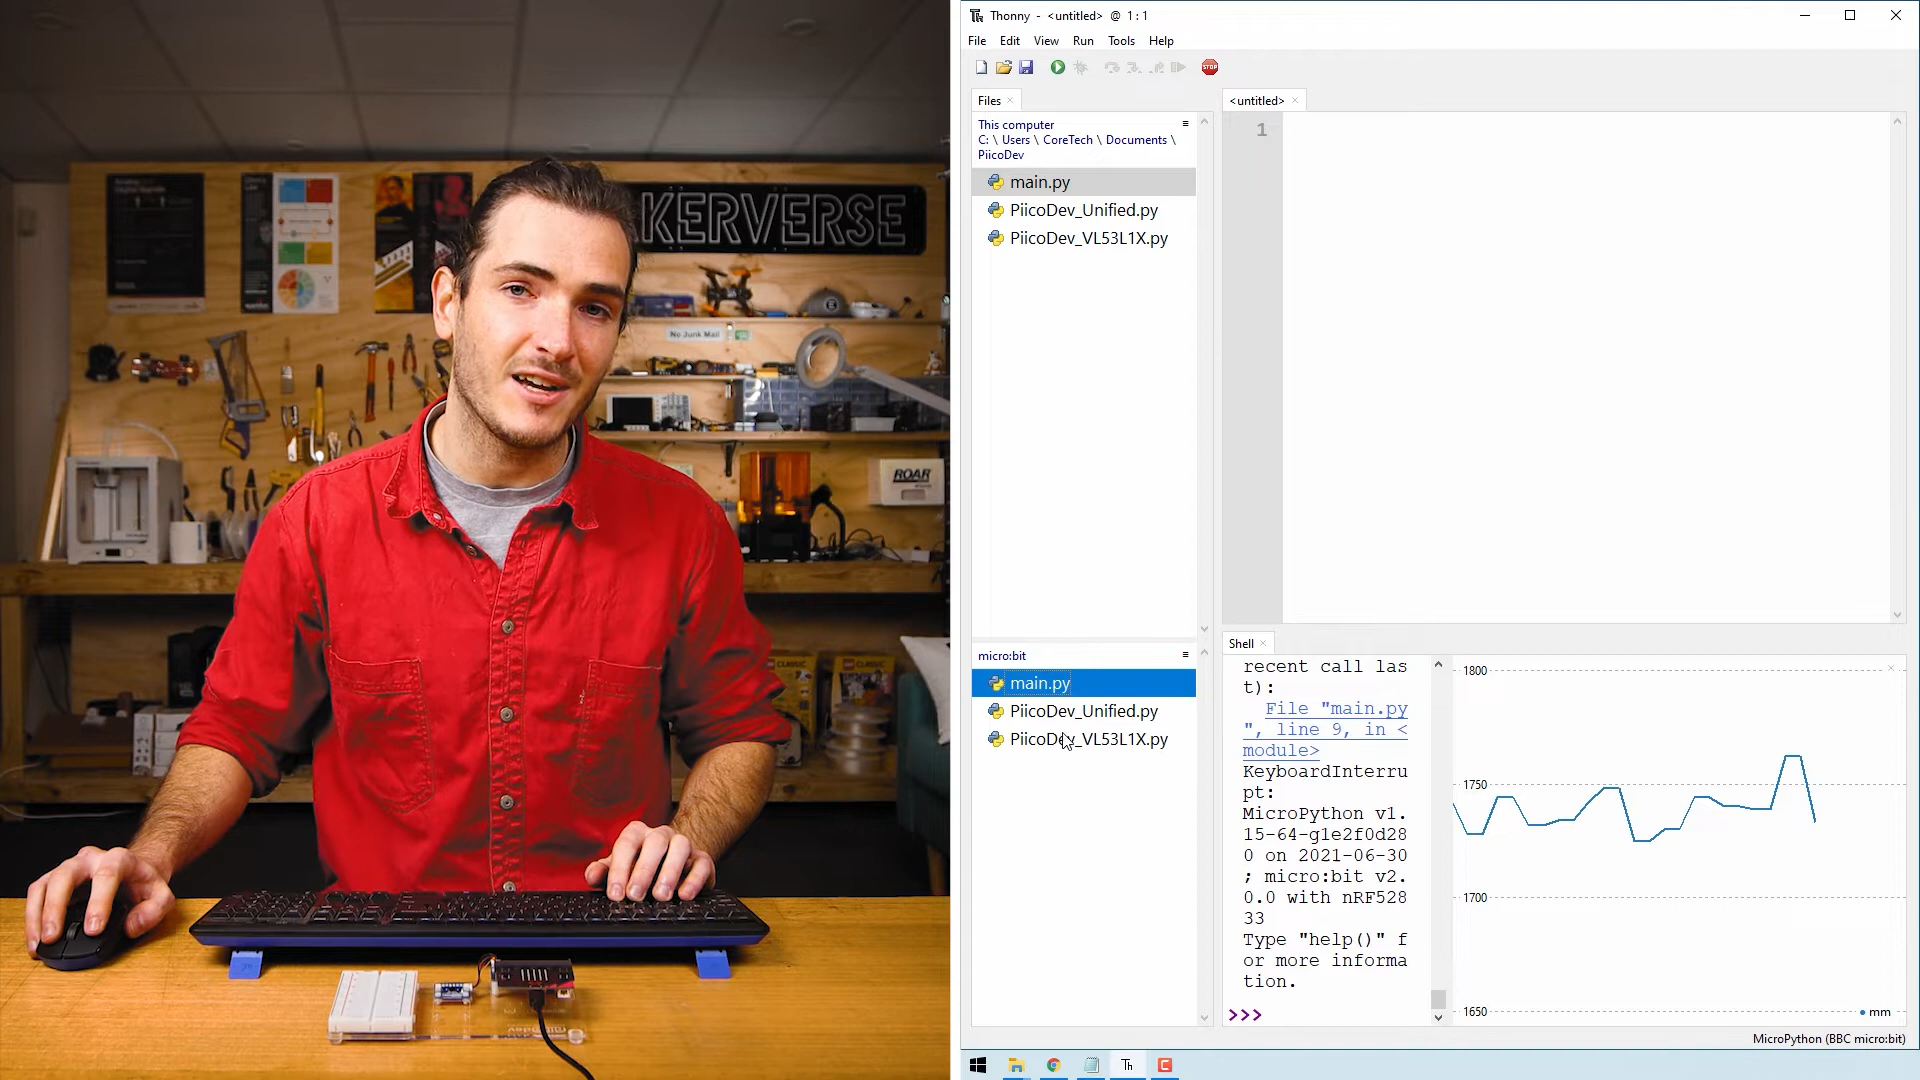 KERVERSE
No Junk Mail
ROAR
CLASSIC
CLASSIC
Thonny - <untitled> @ 1 : 1
File Edit View Run Tools Help
STOP
Files
This computer
C: \ Users \ CoreTech \ Documents \
PiicoDev
main.py
PiicoDev_Unified.py
PiicoDev_VL53L1X.py
micro:bit
main.py
PiicoDev_Unified.py
PiicoDev_VL53L1X.py
<untitled>
1
Shell
recent call las
t):
File "main.py
", line 9, in <
module>
KeyboardInterru
pt:
MicroPython v1.
15-64-g1e2f0d28
0 on 2021-06-30
; micro:bit v2.
0.0 with nRF528
33
Type "help()" f
or more informa
tion.
>>>
1800
1750
1700
1650
mm
MicroPython (BBC micro:bit)
Th